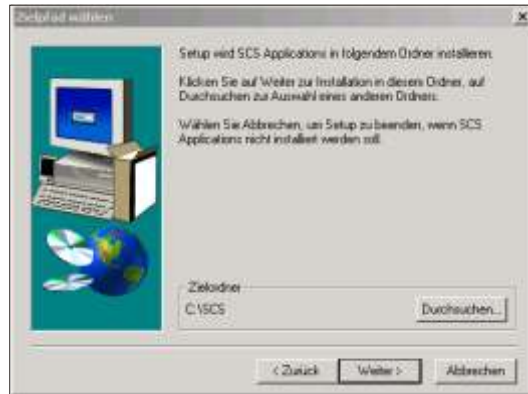 Zielpfad wählen
Setup wird SCS Applications in folgendem Ordner installieren.
Klicken Sie auf Weiter zur Installation in diesem Ordner, auf
Durchsuchen zur Auswahl eines anderen Ordners.
Wählen Sie Abbrechen, um Setup zu beenden, wenn SCS
Applications nicht installiert werden soll.
Zielordner
C:\SCS
Durchsuchen...
< Zurück
Weiter >
Abbrechen